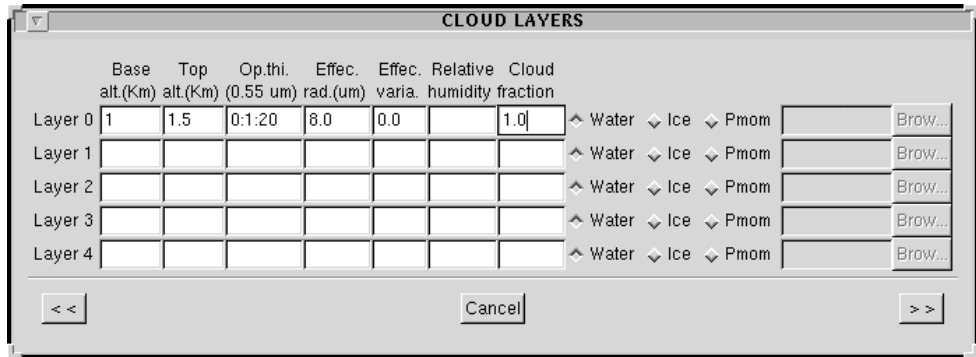 CLOUD LAYERS
Base Top Op.thi. Effec. Effec. Relative Cloud
alt.(Km) alt.(Km) (0.55 um) rad.(um) varia. humidity fraction
Layer 0 1 1.5 0:1:20 8.0 0.0 1.0 Water Ice Pmom Brow...
Layer 1 Water Ice Pmom Brow...
Layer 2 Water Ice Pmom Brow...
Layer 3 Water Ice Pmom Brow...
Layer 4 Water Ice Pmom Brow...
< < Cancel > >